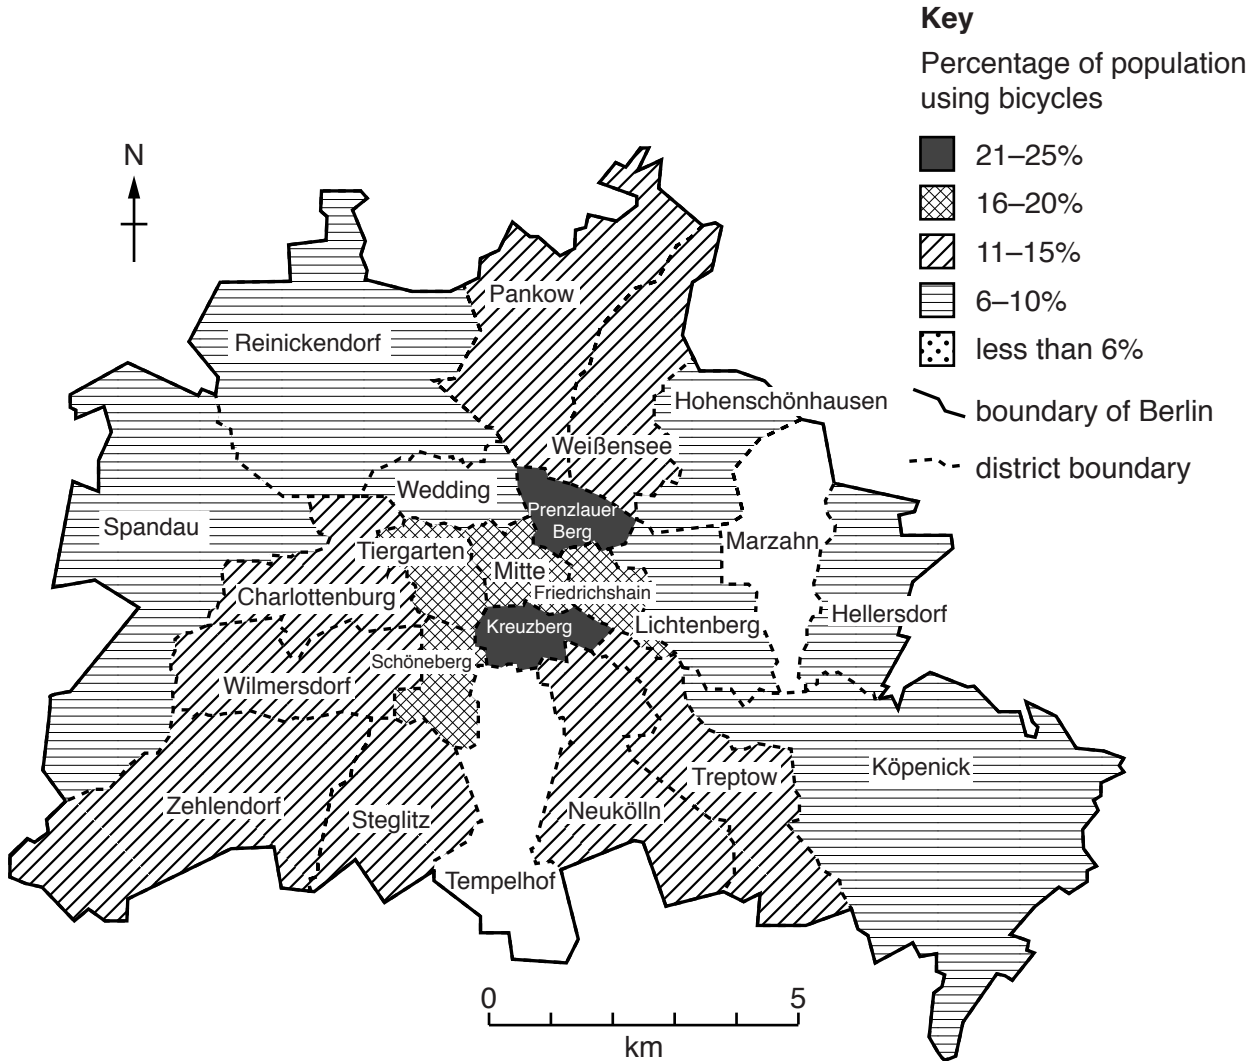 Key
Percentage of population
using bicycles
21–25%
16–20%
11–15%
6–10%
less than 6%
boundary of Berlin
district boundary
N
Pankow
Reinickendorf
Hohenschönhausen
Weißensee
Wedding
Prenzlauer
Berg
Spandau
Tiergarten
Marzahn
Mitte
Friedrichshain
Charlottenburg
Hellersdorf
Kreuzberg
Lichtenberg
Schöneberg
Wilmersdorf
Köpenick
Treptow
Zehlendorf
Steglitz
Neukölln
Tempelhof
0 5
km